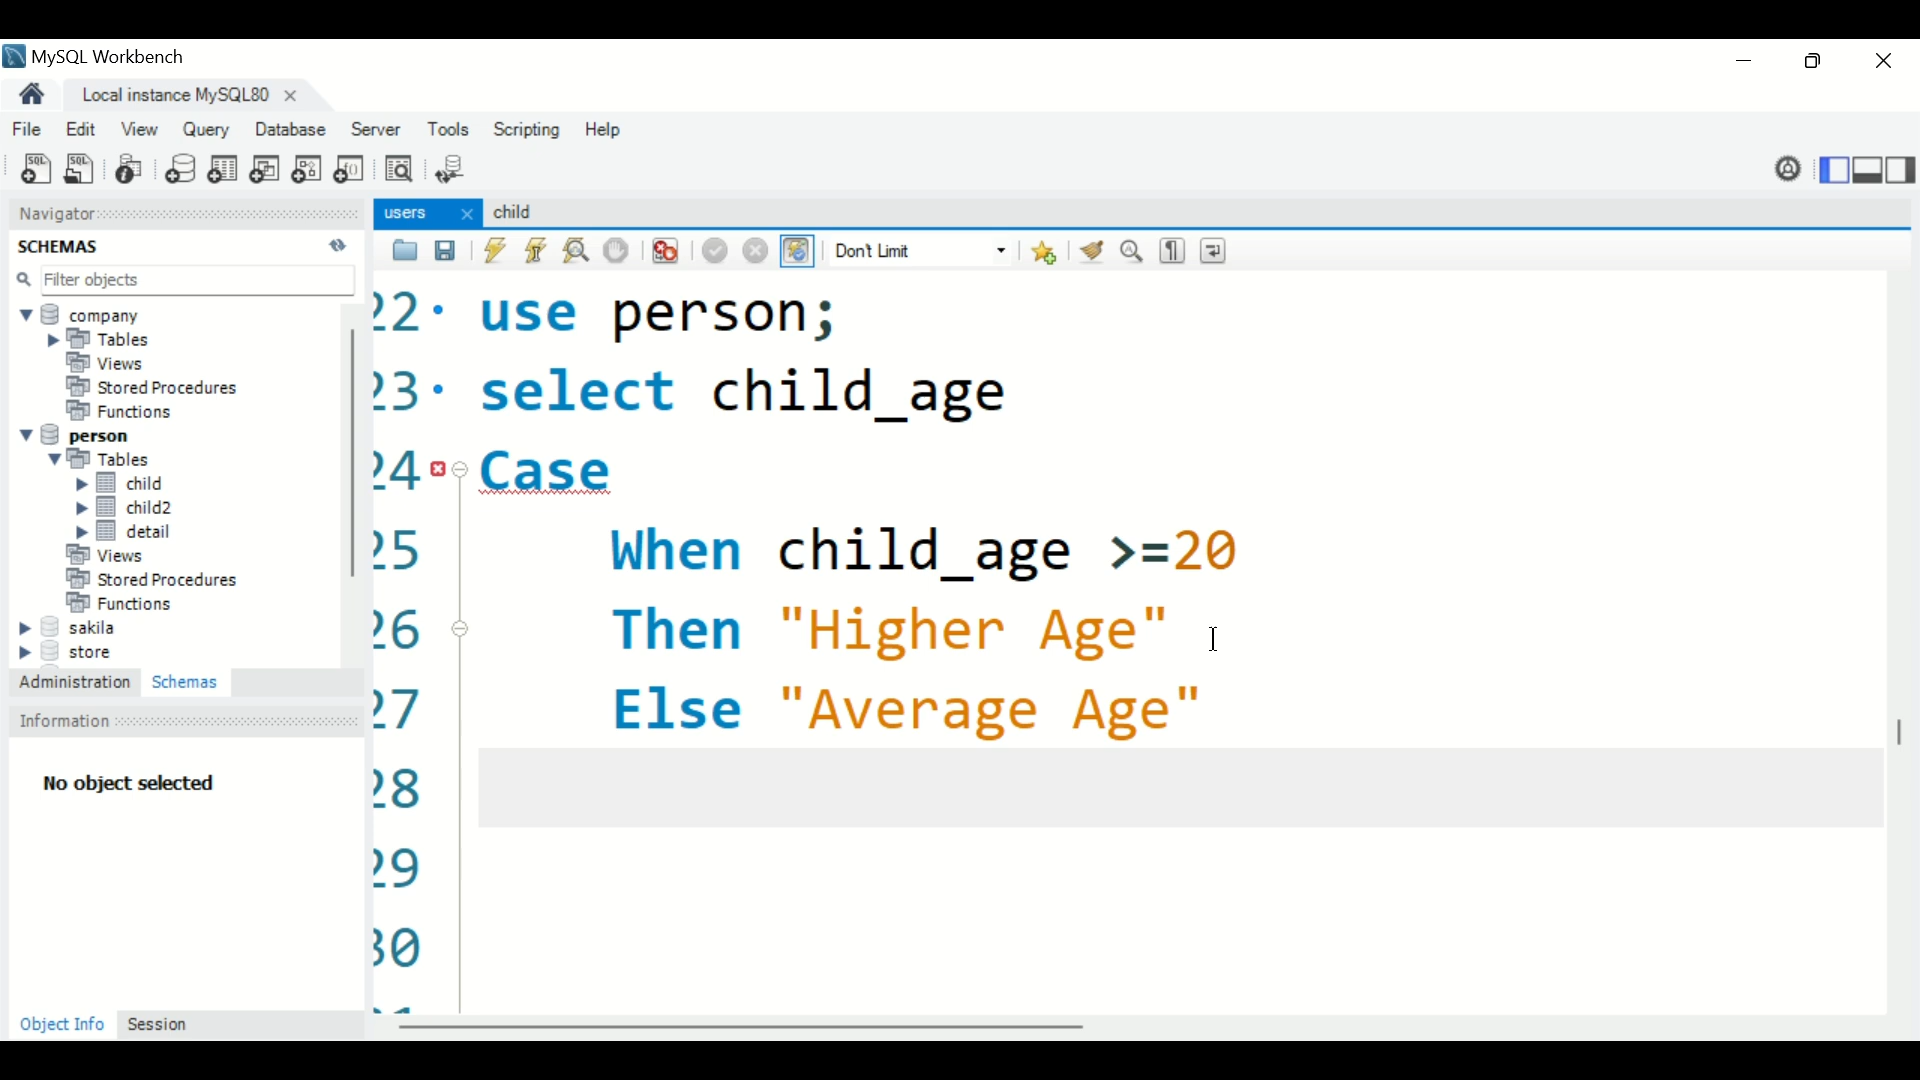 MySQL Workbench
Local instance MySQL80
File Edit View Query Database Server Tools Scripting Help
Navigator
users
child
SCHEMAS
Don't Limit
Filter objects
company
Tables
Views
Stored Procedures
Functions
person
Tables
child
child2
detail
Views
Stored Procedures
Functions
sakila
store
Administration Schemas
Information
No object selected
Object Info Session
22 use person;
23 select child_age
24 Case
25 When child_age >=20
26 Then "Higher Age"
27 Else "Average Age"
28
29
30